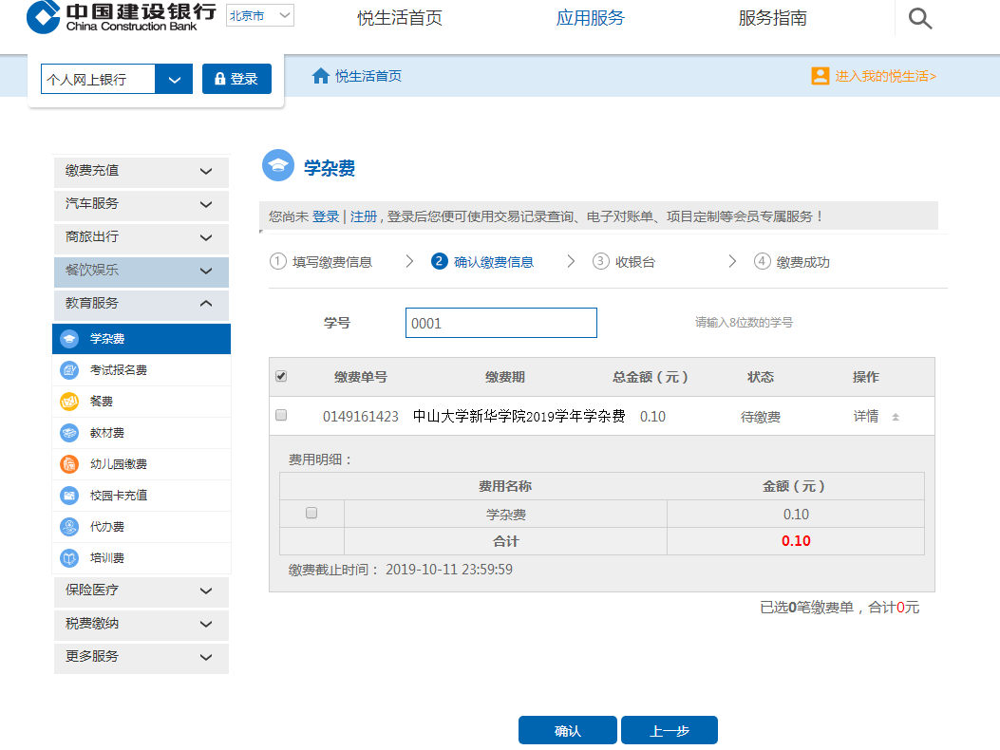 中国建设银行
China Construction Bank
北京市
悦生活首页
应用服务
服务指南
个人网上银行
登录
悦生活首页
进入我的悦生活>
缴费充值
汽车服务
商旅出行
餐饮娱乐
教育服务
学杂费
考试报名费
餐费
教材费
幼儿园缴费
校园卡充值
代办费
培训费
保险医疗
税费缴纳
更多服务
学杂费
您尚未 登录 | 注册 , 登录后您便可使用交易记录查询、电子对账单、项目定制等会员专属服务！
1 填写缴费信息
2 确认缴费信息
3 收银台
4 缴费成功
学号 0001 请输入8位数的学号
缴费单号 缴费期 总金额（元） 状态 操作
0149161423 中山大学新华学院2019学年学杂费 0.10 待缴费 详情
费用明细：
费用名称 金额（元）
学杂费 0.10
合计 0.10
缴费截止时间： 2019-10-11 23:59:59
已选0笔缴费单，合计0元
确认 上一步